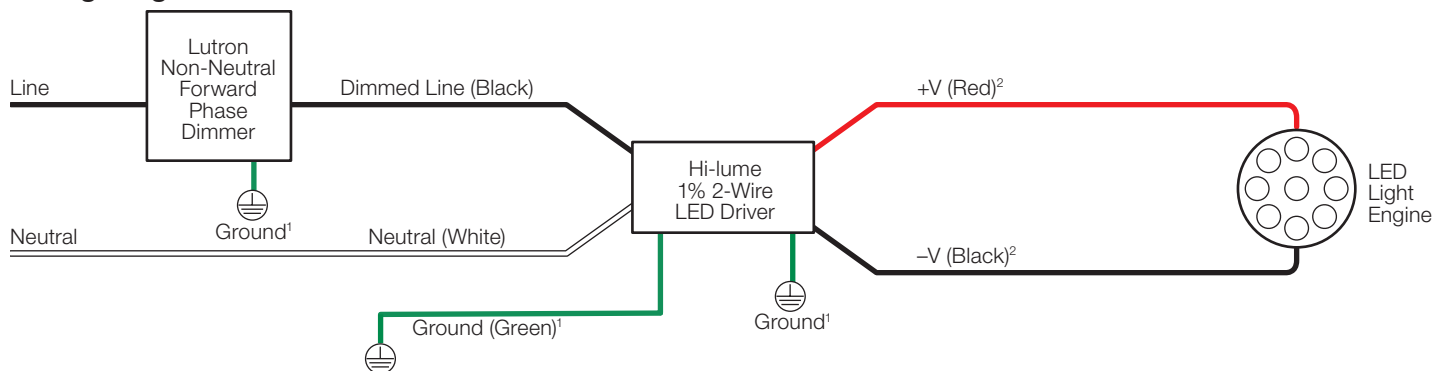 Lutron
Non-Neutral
Forward
Phase
Dimmer
Line
Dimmed Line (Black)
+V (Red)²
Hi-lume
1% 2-Wire
LED Driver
LED
Light
Engine
Ground¹
Neutral
Neutral (White)
–V (Black)²
Ground (Green)¹
Ground¹